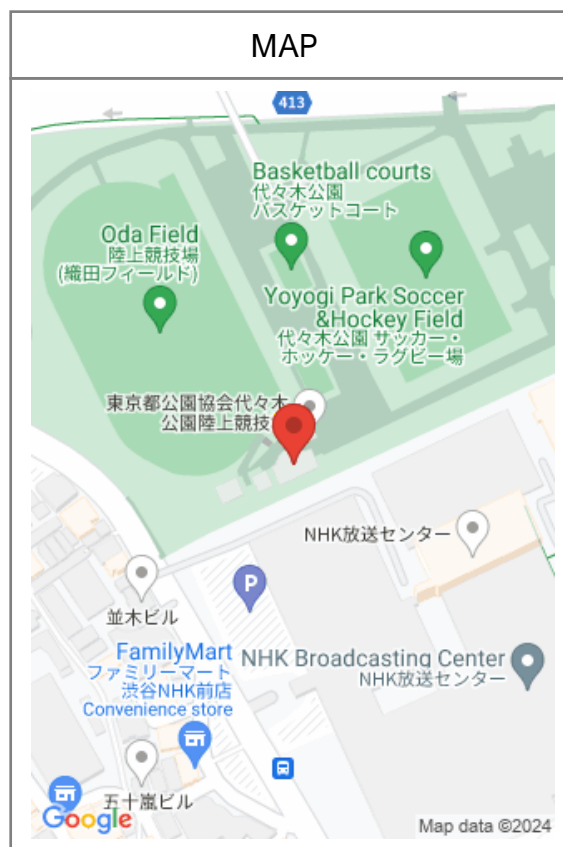 MAP
413
Basketball courts
代々木公園
バスケットコート
Oda Field
陸上競技場
(織田フィールド)
Yoyogi Park Soccer
&Hockey Field
代々木公園 サッカー・
ホッケー・ラグビー場
東京都公園協会代々木
公園陸上競技
NHK放送センター
P
並木ビル
FamilyMart
ファミリーマート
渋谷NHK前店
Convenience store
NHK Broadcasting Center
NHK放送センター
五十嵐ビル
Google
Map data ©2024